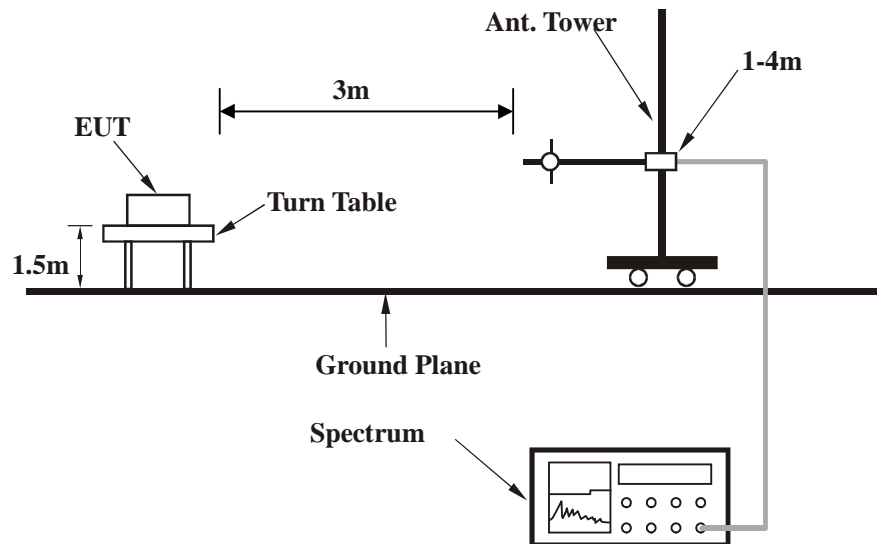 Ant. Tower
1-4m
3m
EUT
Turn Table
1.5m
Ground Plane
Spectrum